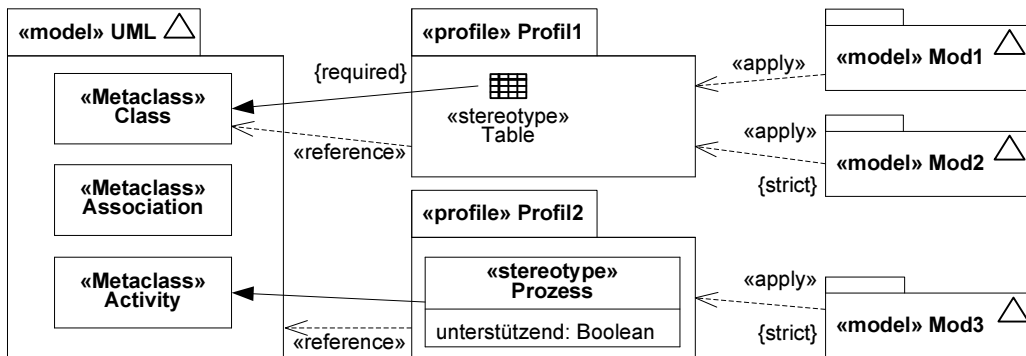 «model» UML
«Metaclass»
Class
«Metaclass»
Association
«Metaclass»
Activity
«profile» Profil1
{required}
«stereotype»
Table
«reference»
«profile» Profil2
«stereotype»
Prozess
unterstützend: Boolean
«reference»
«apply»
«model» Mod1
«apply»
{strict}
«model» Mod2
«apply»
{strict}
«model» Mod3